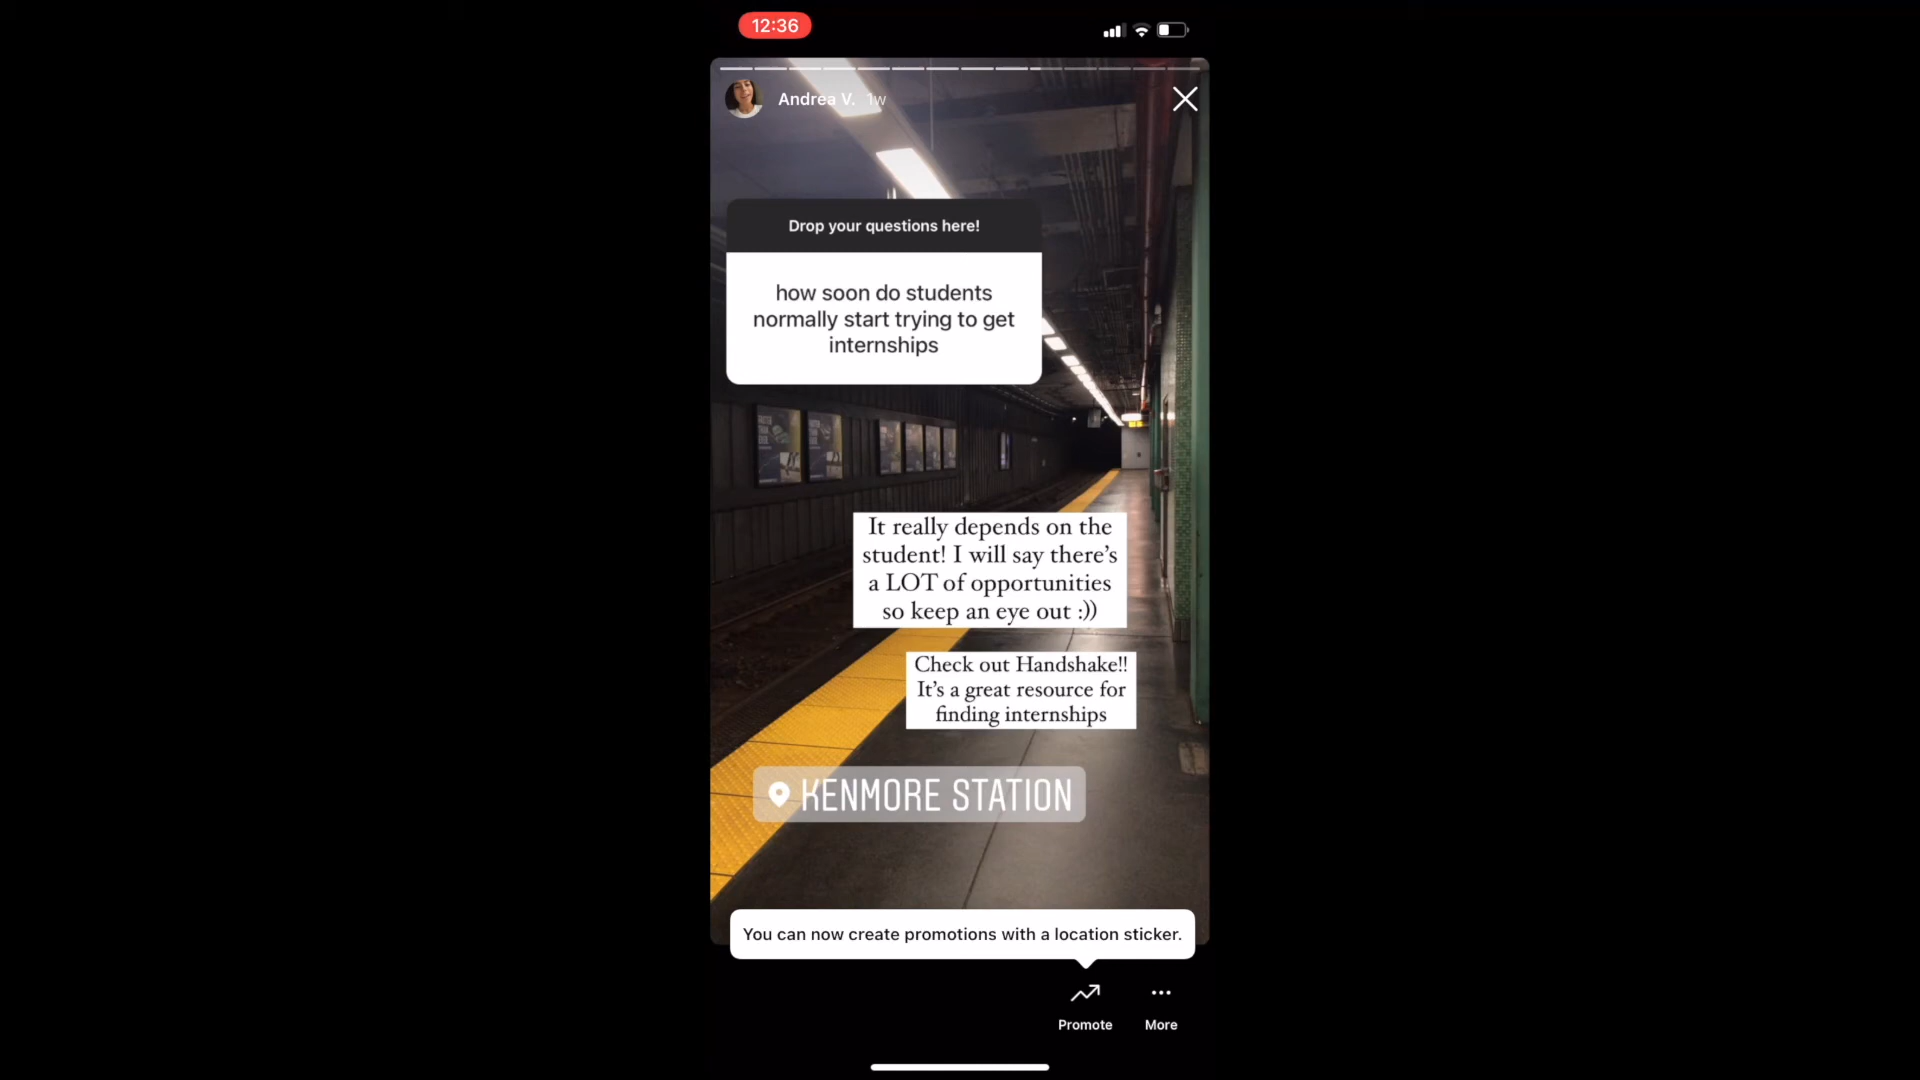 12:36
Andrea V. 1w
Drop your questions here!
how soon do students
normally start trying to get
internships
It really depends on the
student! I will say there's
a LOT of opportunities
so keep an eye out :))
Check out Handshake!!
It's a great resource for
finding internships
KENMORE STATION
You can now create promotions with a location sticker.
Promote
More